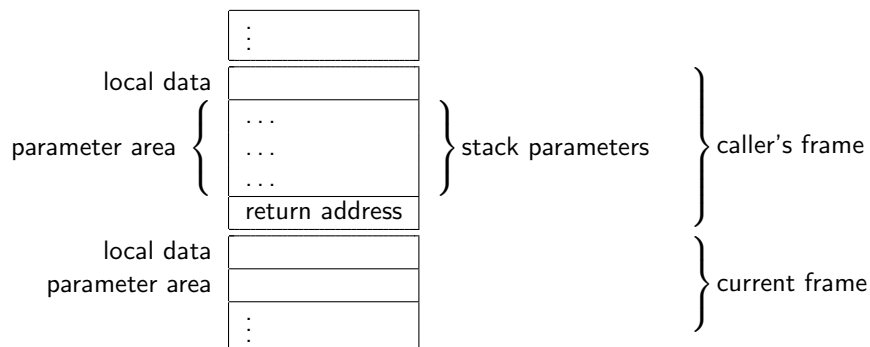 ⋮
local data
parameter area
. . .
. . .
. . .
stack parameters
caller's frame
return address
local data
parameter area
current frame
⋮